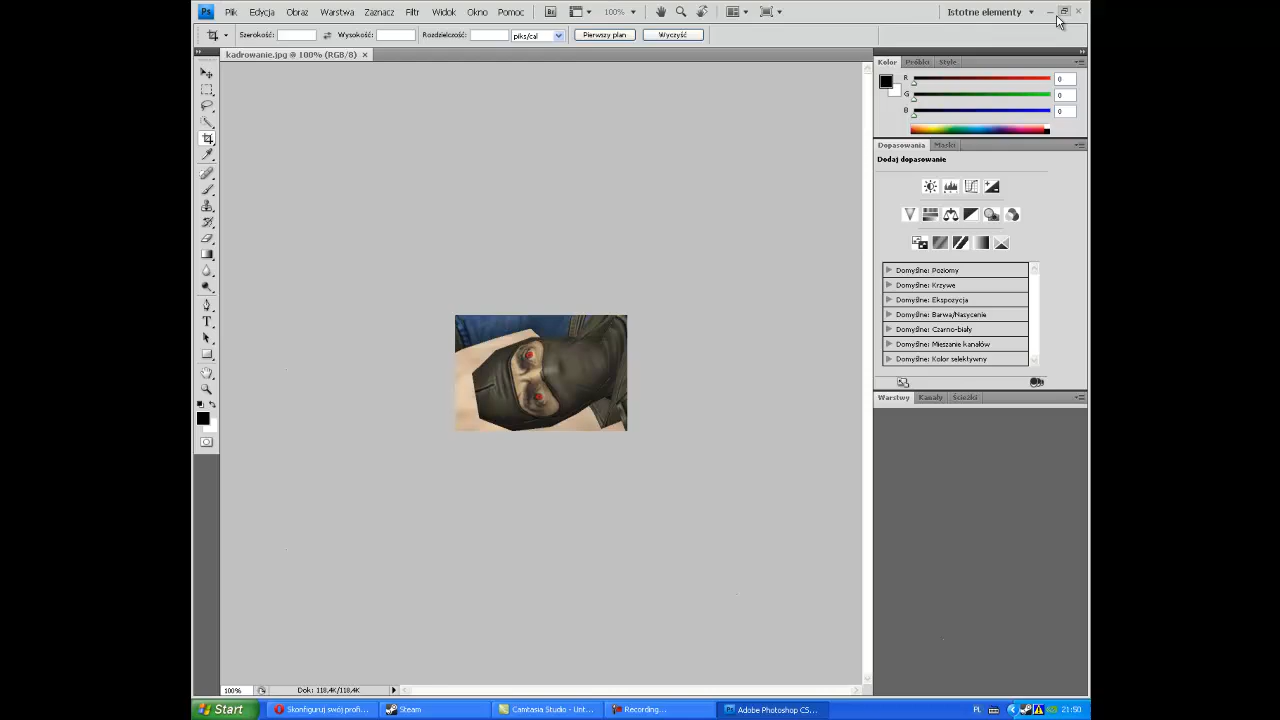 Ps Plik Edycja Obraz Warstwa Zaznacz Filtr Widok Okno Pomoc Br 100% Istotne elementy
Szerokość: Wysokość: Rozdzielczość: piks/cal Pierwszy plan Wyczyść
kadrowanie.jpg @ 100% (RGB/8) x
Kolor Próbki Style
R 0
G 0
B 0
Dopasowania Maski
Dodaj dopasowanie
Domyślne: Poziomy
Domyślne: Krzywe
Domyślne: Ekspozycja
Domyślne: Barwa/Nasycenie
Domyślne: Czarno-biały
Domyślne: Mieszanie kanałów
Domyślne: Kolor selektywny
Warstwy Kanały Ścieżki
T
100% Dok: 118,4K/118,4K
Start Skonfiguruj swój profi... Steam Camtasia Studio - Unt... Recording... Ps Adobe Photoshop CS... PL 21:50